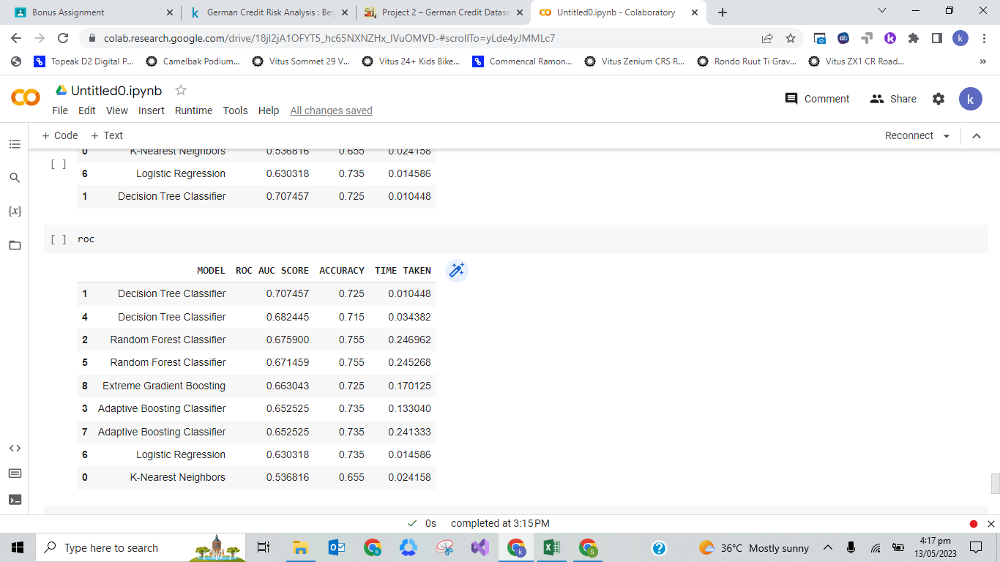 Bonus Assignment
German Credit Risk Analysis : Beg
Project 2 – German Credit Datase
Untitled0.ipynb - Colaboratory
colab.research.google.com/drive/18jI2jA1OFYT5_hc65NXNZHx_lVuOMVD-#scrollTo=yLde4yJMMLc7
Topeak D2 Digital P... Camelbak Podium... Vitus Sommet 29 V... Vitus 24+ Kids Bike... Commencal Ramon... Vitus Zenium CRS R... Rondo Ruut Ti Grav... Vitus ZX1 CR Road... »
Untitled0.ipynb
Comment Share k
File Edit View Insert Runtime Tools Help All changes saved
+ Code + Text Reconnect
0 K-Nearest Neighbors 0.536816 0.655 0.024158
[ ]
6 Logistic Regression 0.630318 0.735 0.014586
1 Decision Tree Classifier 0.707457 0.725 0.010448
{x}
[ ] roc
MODEL ROC AUC SCORE ACCURACY TIME TAKEN
1 Decision Tree Classifier 0.707457 0.725 0.010448
4 Decision Tree Classifier 0.682445 0.715 0.034382
2 Random Forest Classifier 0.675900 0.755 0.246962
5 Random Forest Classifier 0.671459 0.755 0.245268
8 Extreme Gradient Boosting 0.663043 0.725 0.170125
3 Adaptive Boosting Classifier 0.652525 0.735 0.133040
7 Adaptive Boosting Classifier 0.652525 0.735 0.241333
6 Logistic Regression 0.630318 0.735 0.014586
0 K-Nearest Neighbors 0.536816 0.655 0.024158
0s completed at 3:15 PM
Type here to search
36°C Mostly sunny
4:17 pm
13/05/2023